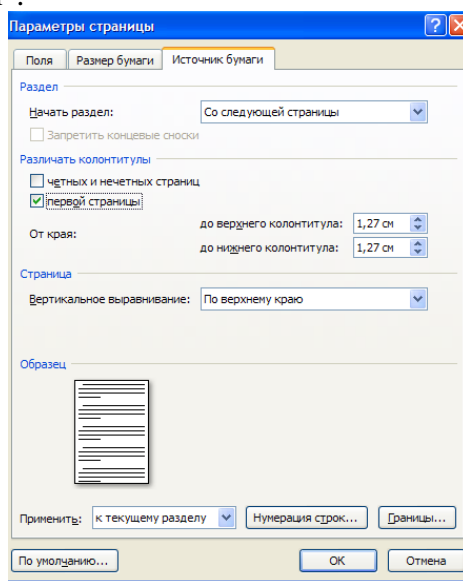 Параметры страницы
Поля Размер бумаги Источник бумаги
Раздел
Начать раздел: Со следующей страницы
Запретить концевые сноски
Различать колонтитулы
четных и нечетных страниц
первой страницы
От края:
до верхнего колонтитула: 1,27 см
до нижнего колонтитула: 1,27 см
Страница
Вертикальное выравнивание: По верхнему краю
Образец
Применить: к текущему разделу Нумерация строк... Границы...
По умолчанию... ОК Отмена